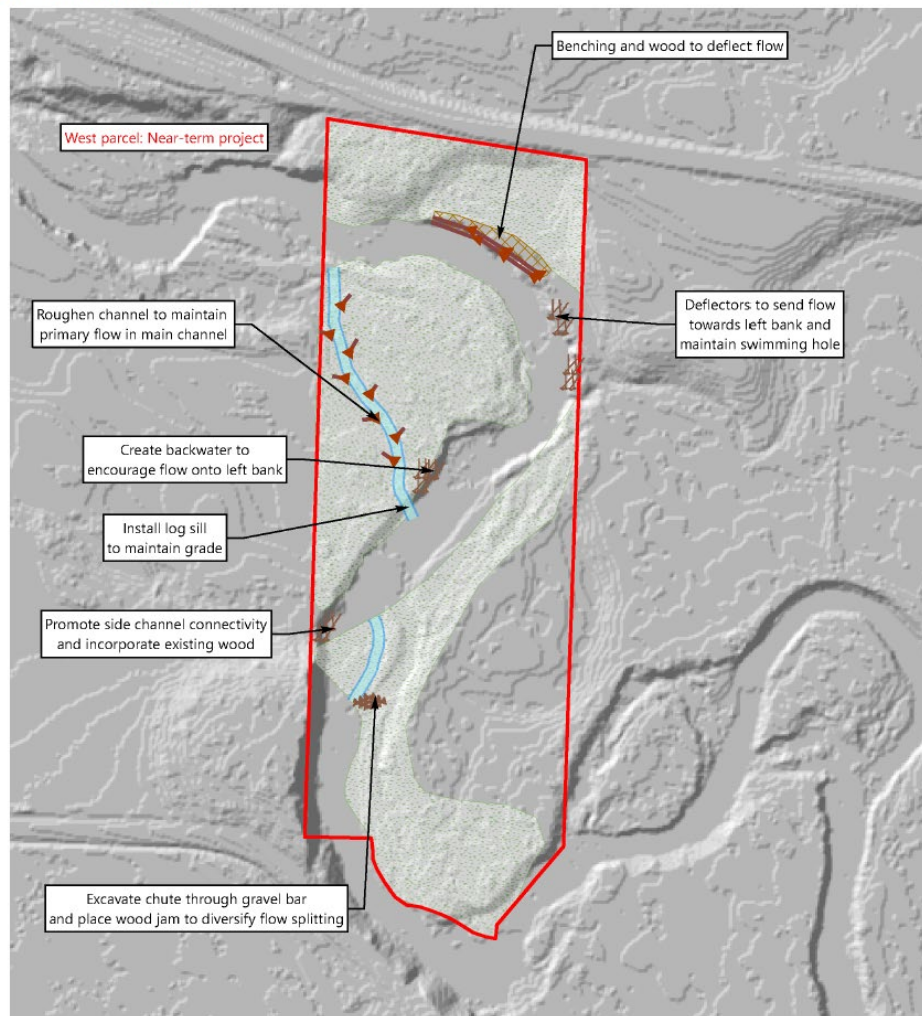 Benching and wood to deflect flow
West parcel: Near-term project
Deflectors to send flow
towards left bank and
maintain swimming hole
Roughen channel to maintain
primary flow in main channel
Create backwater to
encourage flow onto left bank
Install log sill
to maintain grade
Promote side channel connectivity
and incorporate existing wood
Excavate chute through gravel bar
and place wood jam to diversify flow splitting